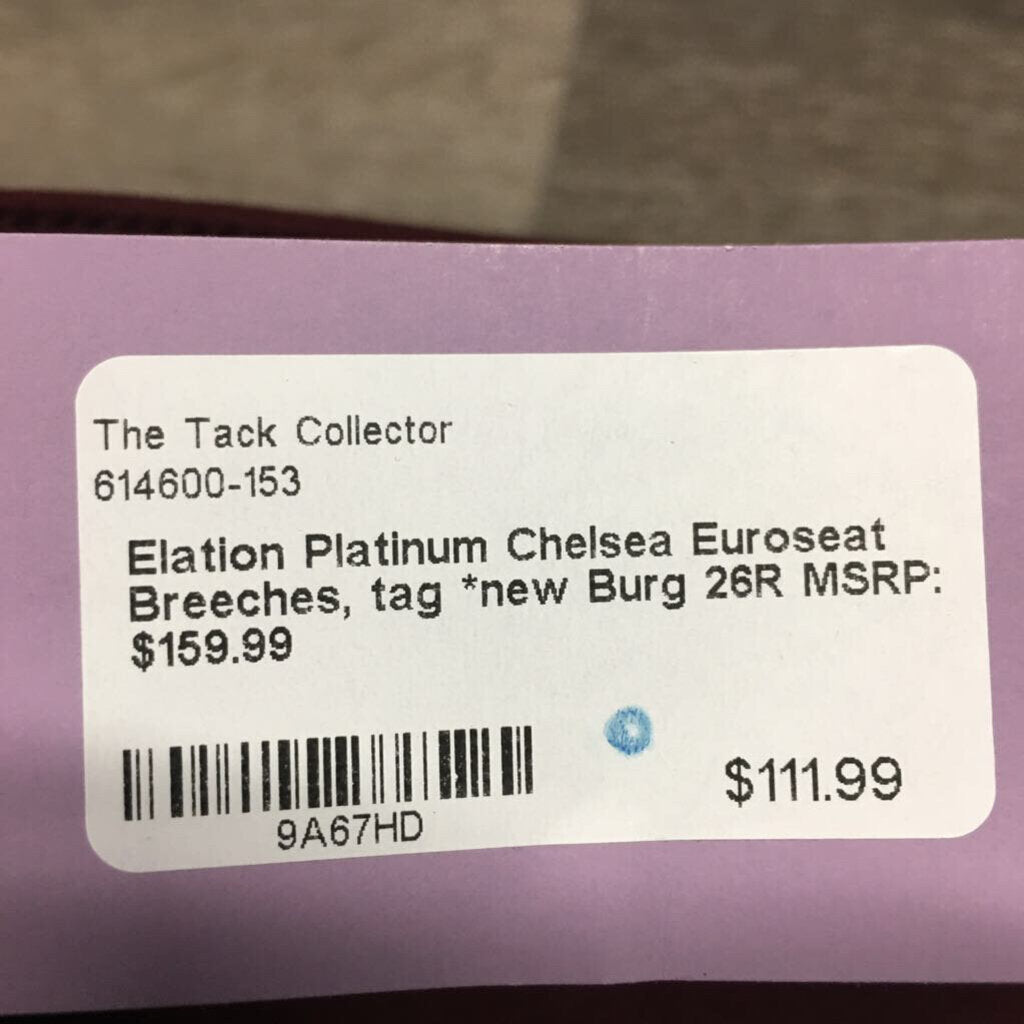 The Tack Collector
614600-153
Elation Platinum Chelsea Euroseat
Breeches, tag *new Burg 26R MSRP:
$159.99
$111.99
9A67HD